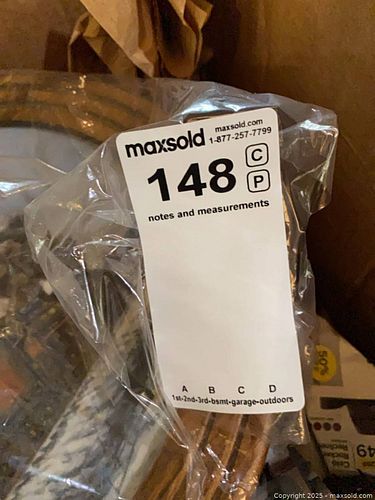 maxsold
maxsold.com
1-877-257-7799
148
C
P
notes and measurements
A B C D
1st-2nd-3rd-bsmt-garage-outdoors
50%
49
Copyright 2025 - maxsold.com